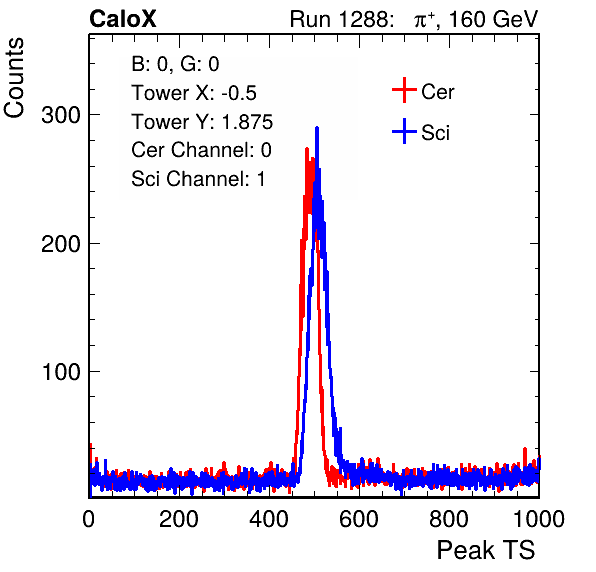 CaloX Run 1288: π⁺, 160 GeV
Counts
B: 0, G: 0
Tower X: -0.5
Tower Y: 1.875
Cer Channel: 0
Sci Channel: 1
Cer
Sci
300
200
100
0 200 400 600 800 1000
Peak TS